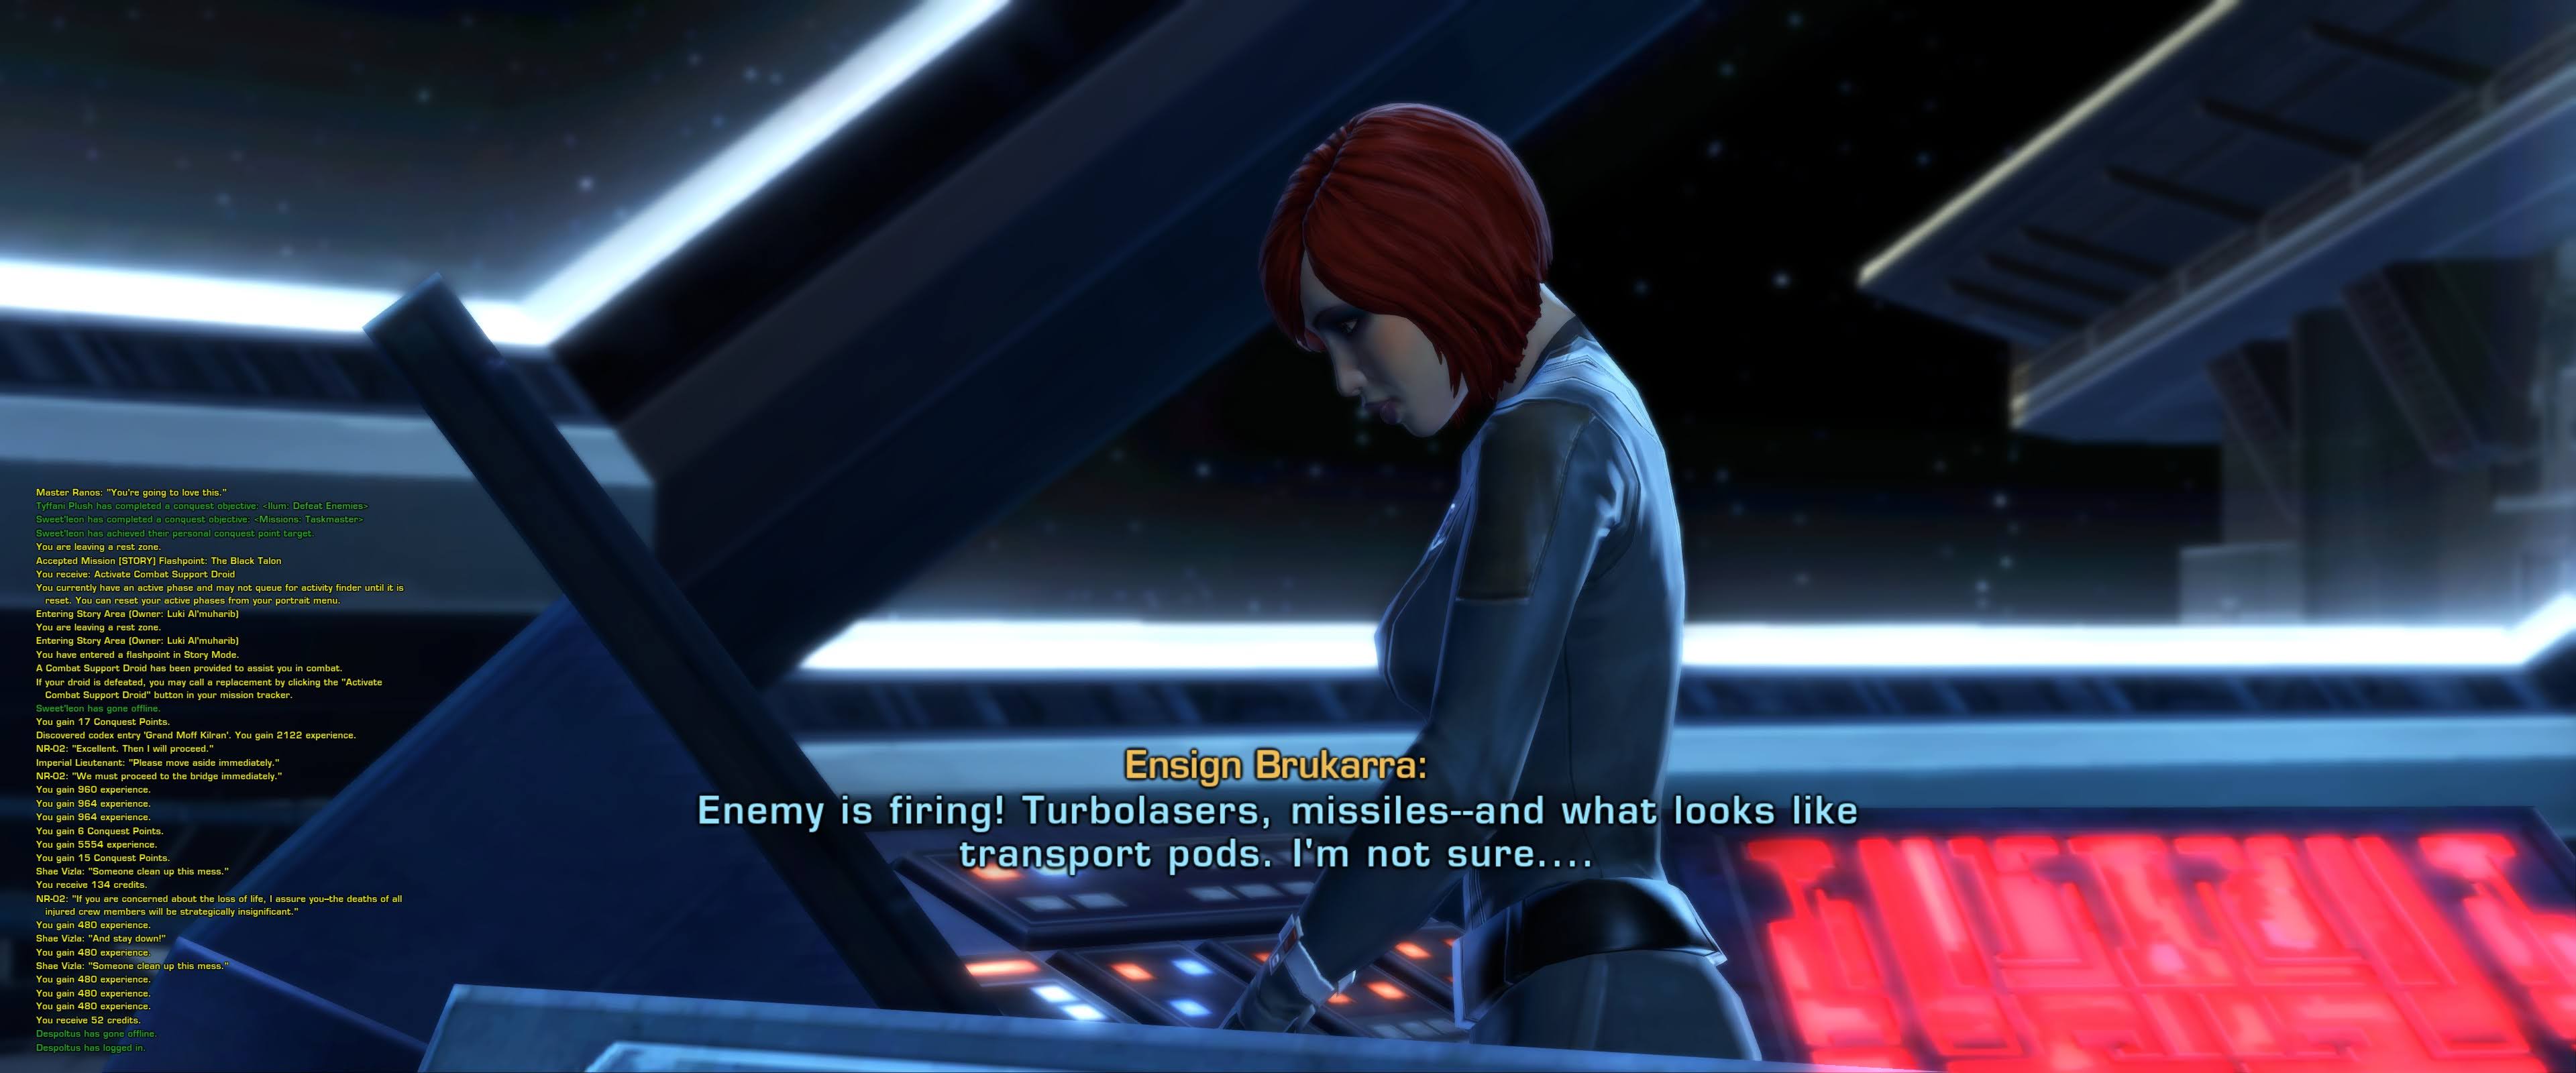 Master Ranos: "You're going to love this."
Tyffani Plush has completed a conquest objective: <Ilum: Defeat Enemies>
Sweet'leon has completed a conquest objective: <Missions: Taskmaster>
Sweet'leon has achieved their personal conquest point target.
You are leaving a rest zone.
Accepted Mission [STORY] Flashpoint: The Black Talon
You receive: Activate Combat Support Droid
You currently have an active phase and may not queue for activity finder until it is
reset. You can reset your active phases from your portrait menu.
Entering Story Area (Owner: Luki Al'muharib)
You are leaving a rest zone.
Entering Story Area (Owner: Luki Al'muharib)
You have entered a flashpoint in Story Mode.
A Combat Support Droid has been provided to assist you in combat.
If your droid is defeated, you may call a replacement by clicking the "Activate
Combat Support Droid" button in your mission tracker.
Sweet'leon has gone offline.
You gain 17 Conquest Points.
Discovered codex entry 'Grand Moff Kilran'. You gain 2122 experience.
NR-02: "Excellent. Then I will proceed."
Imperial Lieutenant: "Please move aside immediately."
NR-02: "We must proceed to the bridge immediately."
You gain 960 experience.
You gain 964 experience.
You gain 964 experience.
You gain 6 Conquest Points.
You gain 5554 experience.
You gain 15 Conquest Points.
Shae Vizla: "Someone clean up this mess."
You receive 134 credits.
NR-02: "If you are concerned about the loss of life, I assure you—the deaths of all
injured crew members will be strategically insignificant."
You gain 480 experience.
Shae Vizla: "And stay down!"
You gain 480 experience.
Shae Vizla: "Someone clean up this mess."
You gain 480 experience.
You gain 480 experience.
You gain 480 experience.
You receive 52 credits.
Despoltus has gone offline.
Despoltus has logged in.
Ensign Brukarra:
Enemy is firing! Turbolasers, missiles--and what looks like
transport pods. I'm not sure....